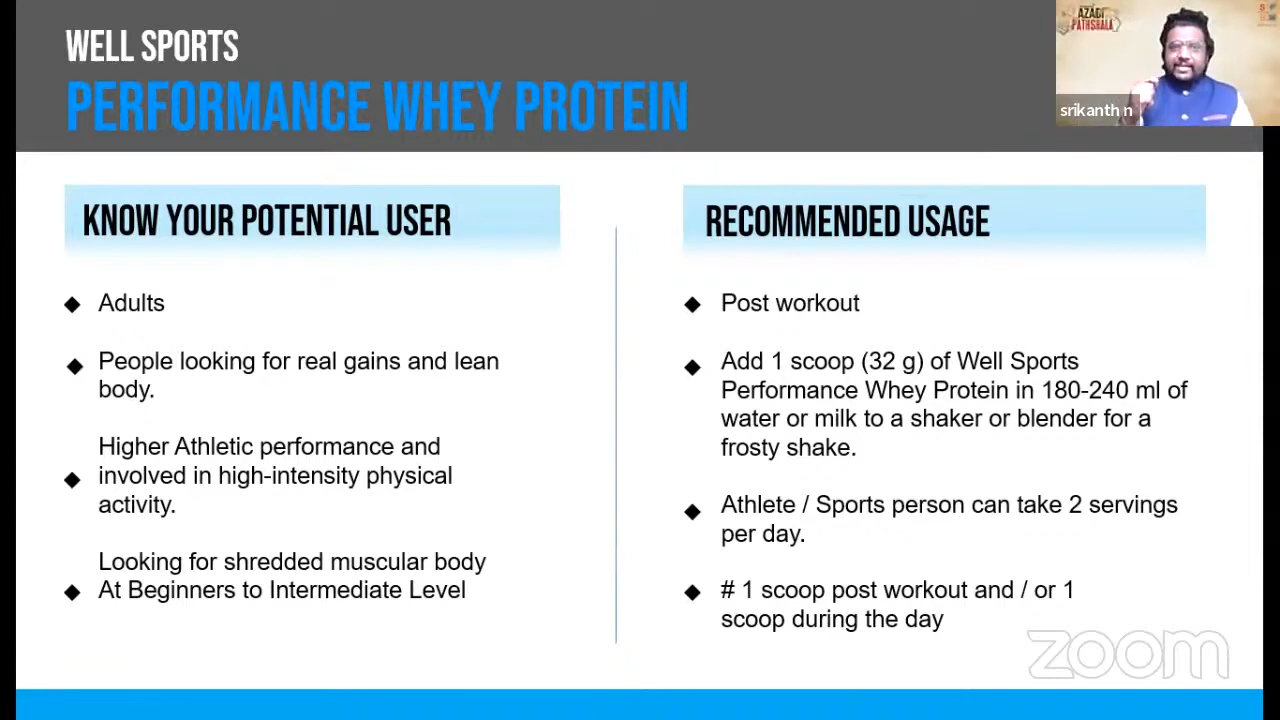 WELL SPORTS
PERFORMANCE WHEY PROTEIN
AZADI
PATHSHALA
srikanth n
KNOW YOUR POTENTIAL USER
Adults
People looking for real gains and lean
body.
Higher Athletic performance and
involved in high-intensity physical
activity.
Looking for shredded muscular body
At Beginners to Intermediate Level
RECOMMENDED USAGE
Post workout
Add 1 scoop (32 g) of Well Sports
Performance Whey Protein in 180-240 ml of
water or milk to a shaker or blender for a
frosty shake.
Athlete / Sports person can take 2 servings
per day.
# 1 scoop post workout and / or 1
scoop during the day
zoom